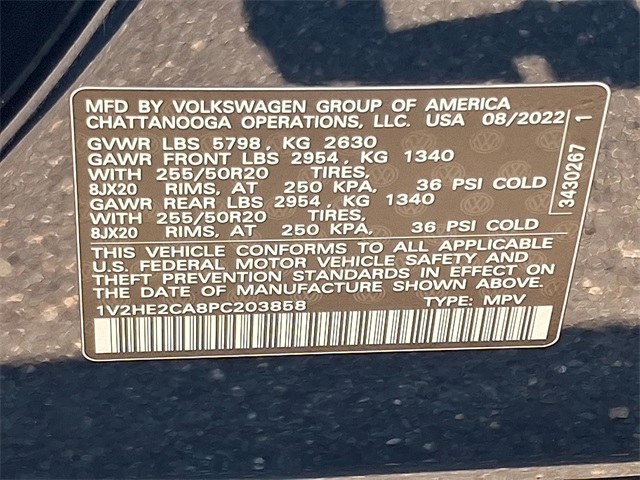 MFD BY VOLKSWAGEN GROUP OF AMERICA
CHATTANOOGA OPERATIONS, LLC. USA 08/2022
GVWR LBS 5798, KG 2630
GAWR FRONT LBS 2954, KG 1340
WITH 255/50R20 TIRES,
8JX20 RIMS, AT 250 KPA, 36 PSI COLD
GAWR REAR LBS 2954, KG 1340
WITH 255/50R20 TIRES,
8JX20 RIMS, AT 250 KPA, 36 PSI COLD
THIS VEHICLE CONFORMS TO ALL APPLICABLE
U.S. FEDERAL MOTOR VEHICLE SAFETY AND
THEFT PREVENTION STANDARDS IN EFFECT ON
THE DATE OF MANUFACTURE SHOWN ABOVE.
1V2HE2CA8PC203858 TYPE: MPV
3430267 1